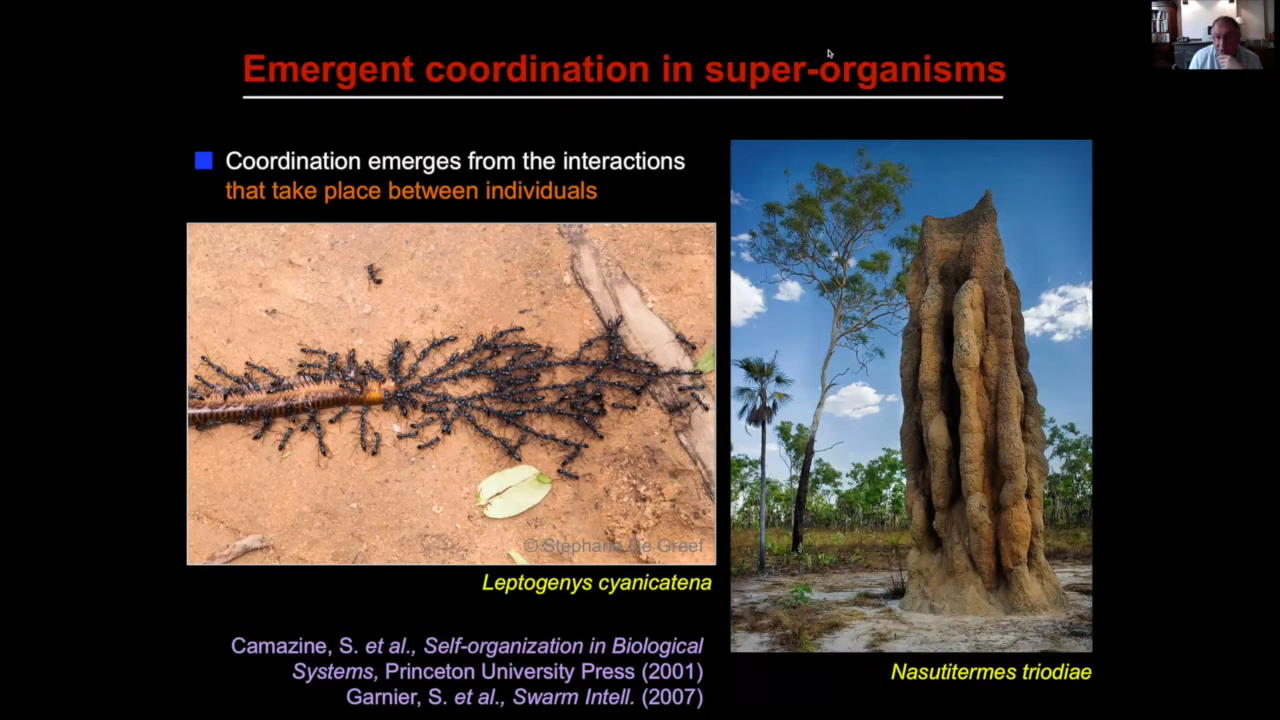 Emergent coordination in super-organisms
Coordination emerges from the interactions
that take place between individuals
© Stéphane De Greef
Leptogenys cyanicatena
Camazine, S. et al., Self-organization in Biological
Systems, Princeton University Press (2001)
Garnier, S. et al., Swarm Intell. (2007)
Nasutitermes triodiae